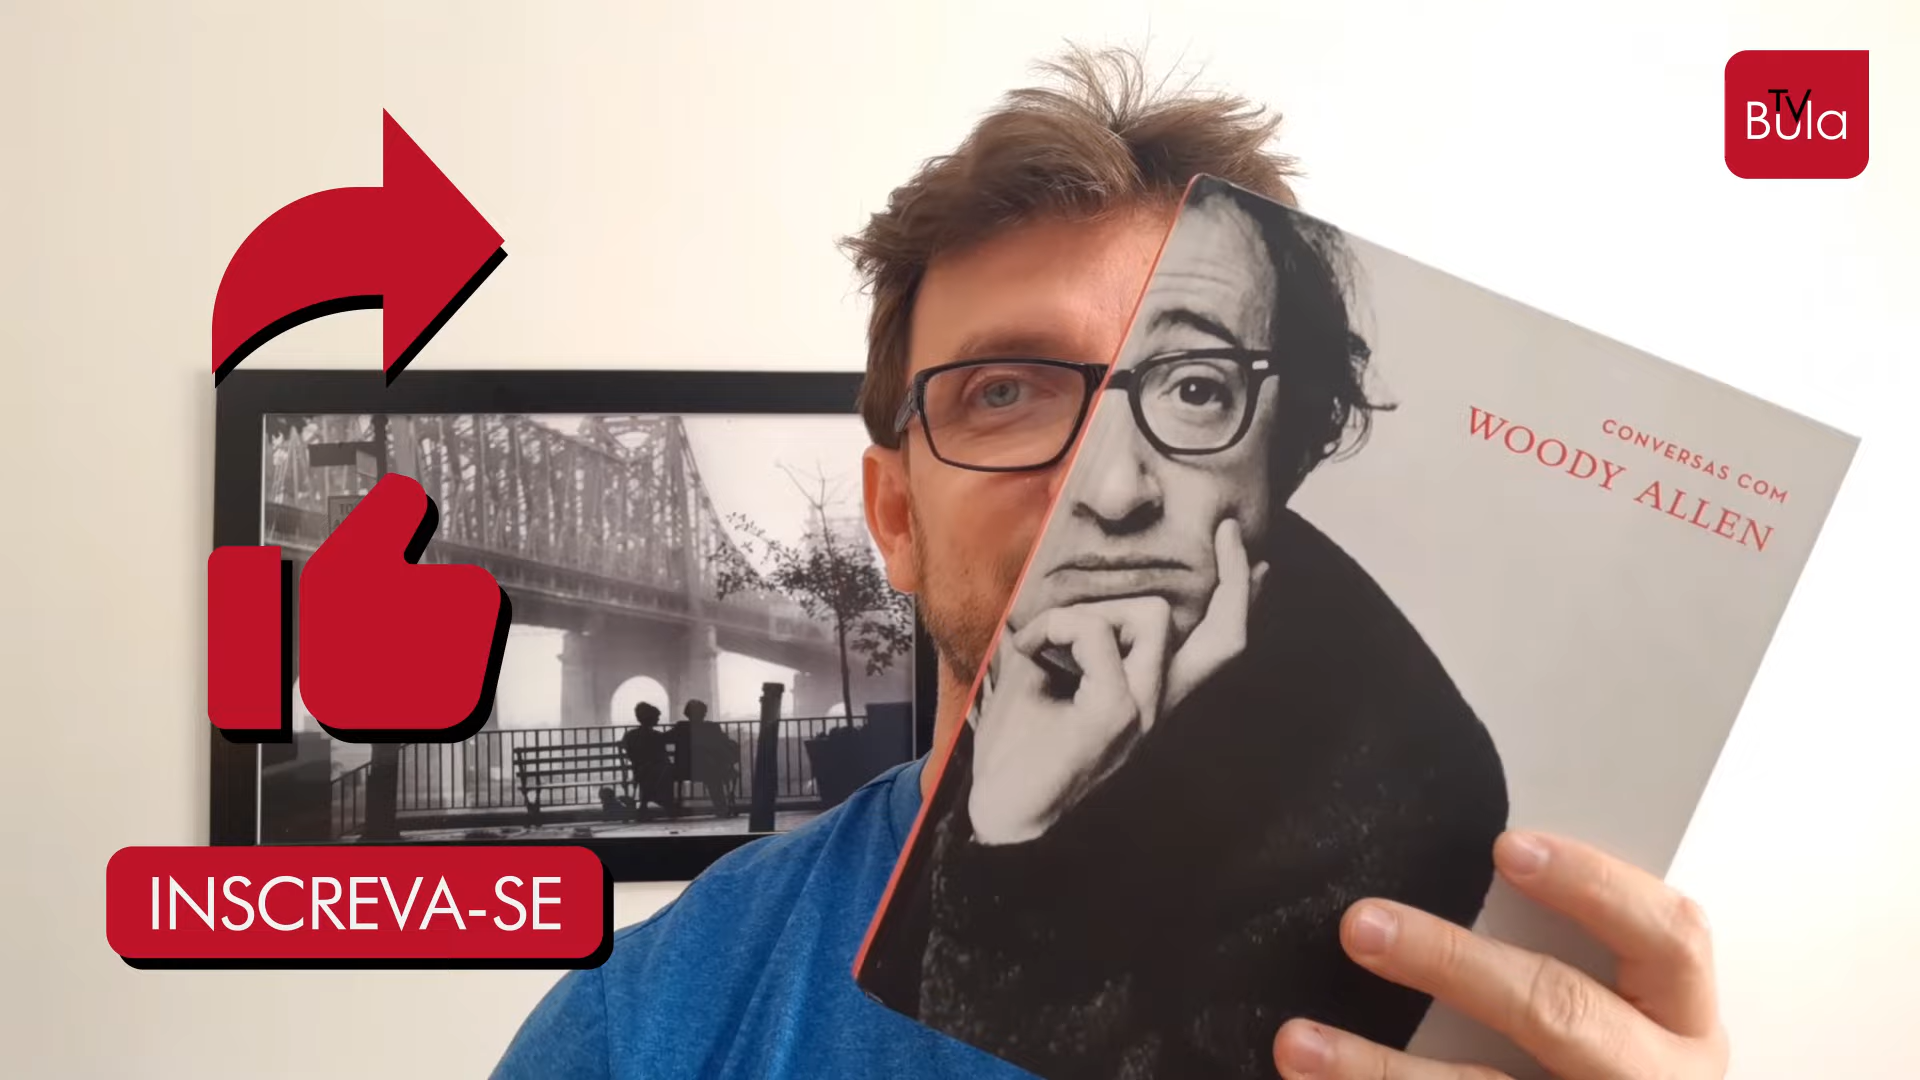 TV
Bula
CONVERSAS COM
WOODY ALLEN
INSCREVA-SE